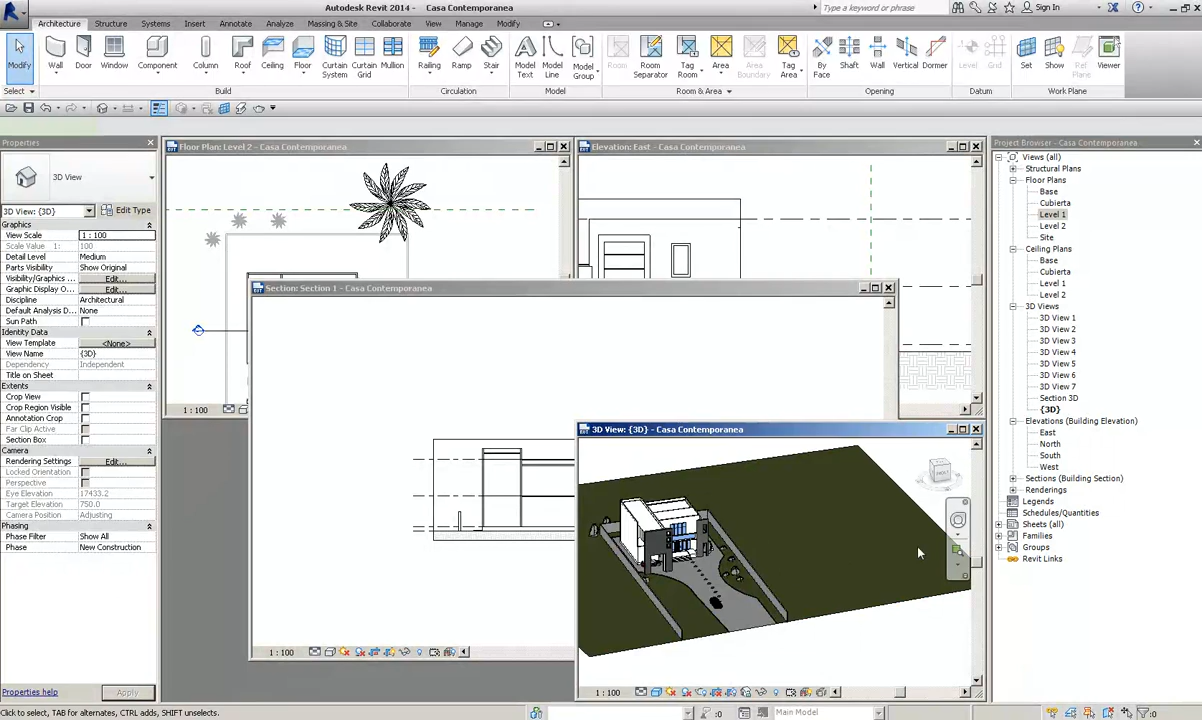 Autodesk Revit 2014 - Casa Contemporanea
Type a keyword or phrase
Sign In
Architecture Structure Systems Insert Annotate Analyze Massing & Site Collaborate View Manage Modify
Modify Wall Door Window Component Column Roof Ceiling Floor Curtain System Curtain Grid Mullion Railing Ramp Stair Model Text Model Line Model Group Room Room Separator Tag Room Area Area Boundary Tag Area By Face Shaft Wall Vertical Dormer Level Grid Set Show Ref Plane Viewer
Select Build Circulation Model Room & Area Opening Datum Work Plane
Properties
3D View
3D View: {3D} Edit Type
Graphics
View Scale 1 : 100
Scale Value 1: 100
Detail Level Medium
Parts Visibility Show Original
Visibility/Graphics ... Edit...
Graphic Display O... Edit...
Discipline Architectural
Default Analysis D... None
Sun Path
Identity Data
View Template <None>
View Name {3D}
Dependency Independent
Title on Sheet
Extents
Crop View
Crop Region Visible
Annotation Crop
Far Clip Active
Section Box
Camera
Rendering Settings Edit...
Locked Orientation
Perspective
Eye Elevation 17433.2
Target Elevation 750.0
Camera Position Adjusting
Phasing
Phase Filter Show All
Phase New Construction
Properties help Apply
Floor Plan: Level 2 - Casa Contemporanea
1 : 100
Elevation: East - Casa Contemporanea
Section: Section 1 - Casa Contemporanea
1 : 100
3D View: {3D} - Casa Contemporanea
1 : 100
Project Browser - Casa Contemporanea
Views (all)
Structural Plans
Floor Plans
Base
Cubierta
Level 1
Level 2
Site
Ceiling Plans
Base
Cubierta
Level 1
Level 2
3D Views
3D View 1
3D View 2
3D View 3
3D View 4
3D View 5
3D View 6
3D View 7
Section 3D
{3D}
Elevations (Building Elevation)
East
North
South
West
Sections (Building Section)
Renderings
Legends
Schedules/Quantities
Sheets (all)
Families
Groups
Revit Links
Click to select, TAB for alternates, CTRL adds, SHIFT unselects.
:0
Main Model
:0